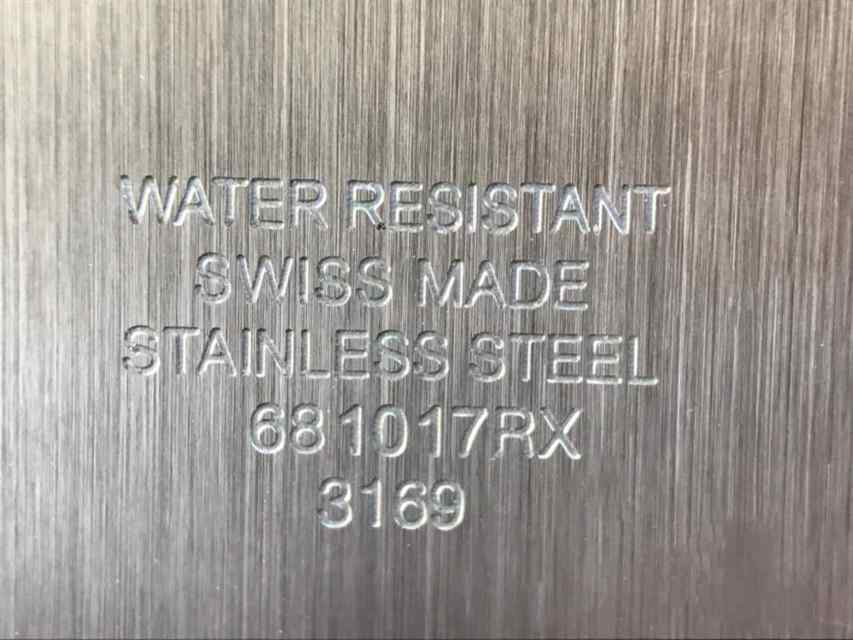 WATER RESISTANT
SWISS MADE
STAINLESS STEEL
681017RX
3169